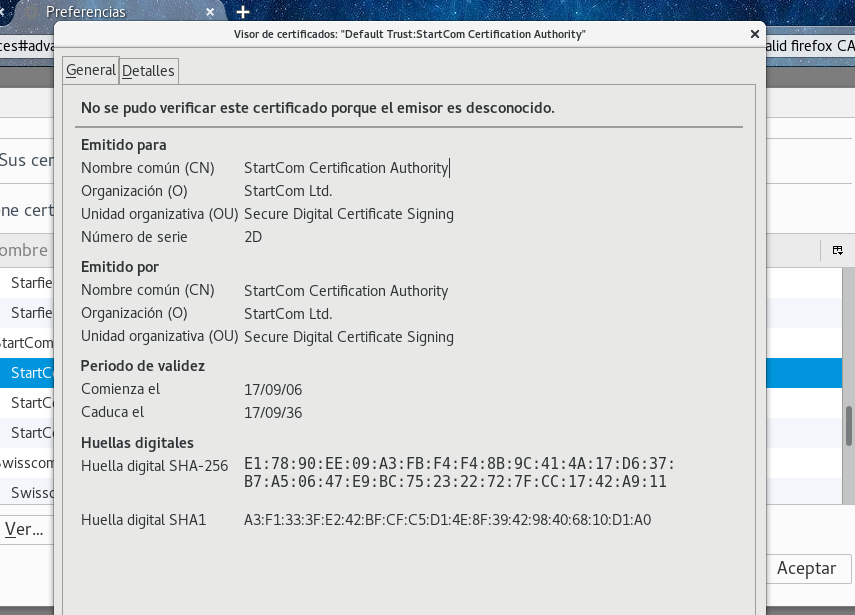 Preferencias
Visor de certificados: "Default Trust:StartCom Certification Authority"
ces#adva
alid firefox CA
General
Detalles
No se pudo verificar este certificado porque el emisor es desconocido.
Emitido para
Sus cer
Nombre común (CN) StartCom Certification Authority
Organización (O) StartCom Ltd.
ne cert
Unidad organizativa (OU) Secure Digital Certificate Signing
Número de serie 2D
ombre
Emitido por
Starfie
Nombre común (CN) StartCom Certification Authority
Starfie
Organización (O) StartCom Ltd.
tartCom
Unidad organizativa (OU) Secure Digital Certificate Signing
StartCo
Periodo de validez
Comienza el 17/09/06
StartCo
Caduca el 17/09/36
StartCo
Huellas digitales
wisscom
Huella digital SHA-256 E1:78:90:EE:09:A3:FB:F4:F4:8B:9C:41:4A:17:D6:37:
B7:A5:06:47:E9:BC:75:23:22:72:7F:CC:17:42:A9:11
Swissc
Ver...
Huella digital SHA1 A3:F1:33:3F:E2:42:BF:CF:C5:D1:4E:8F:39:42:98:40:68:10:D1:A0
Aceptar